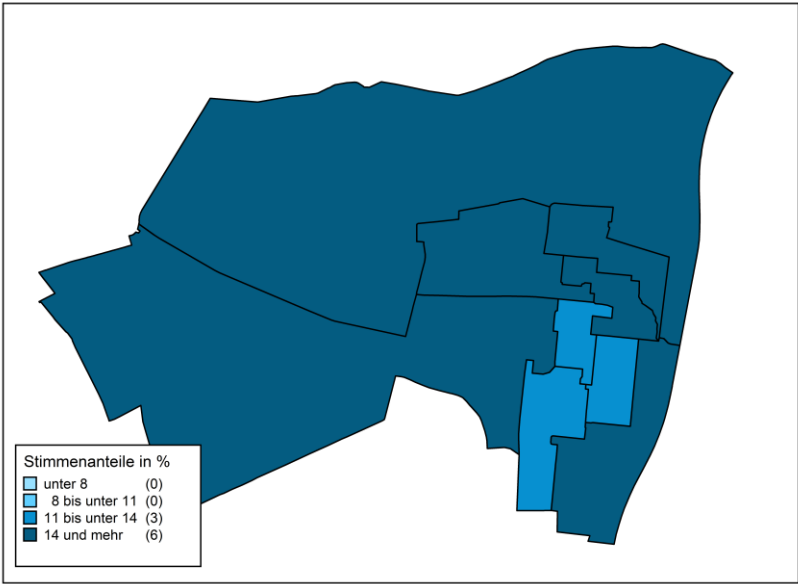 Stimmenanteile in %
unter 8 (0)
8 bis unter 11 (0)
11 bis unter 14 (3)
14 und mehr (6)